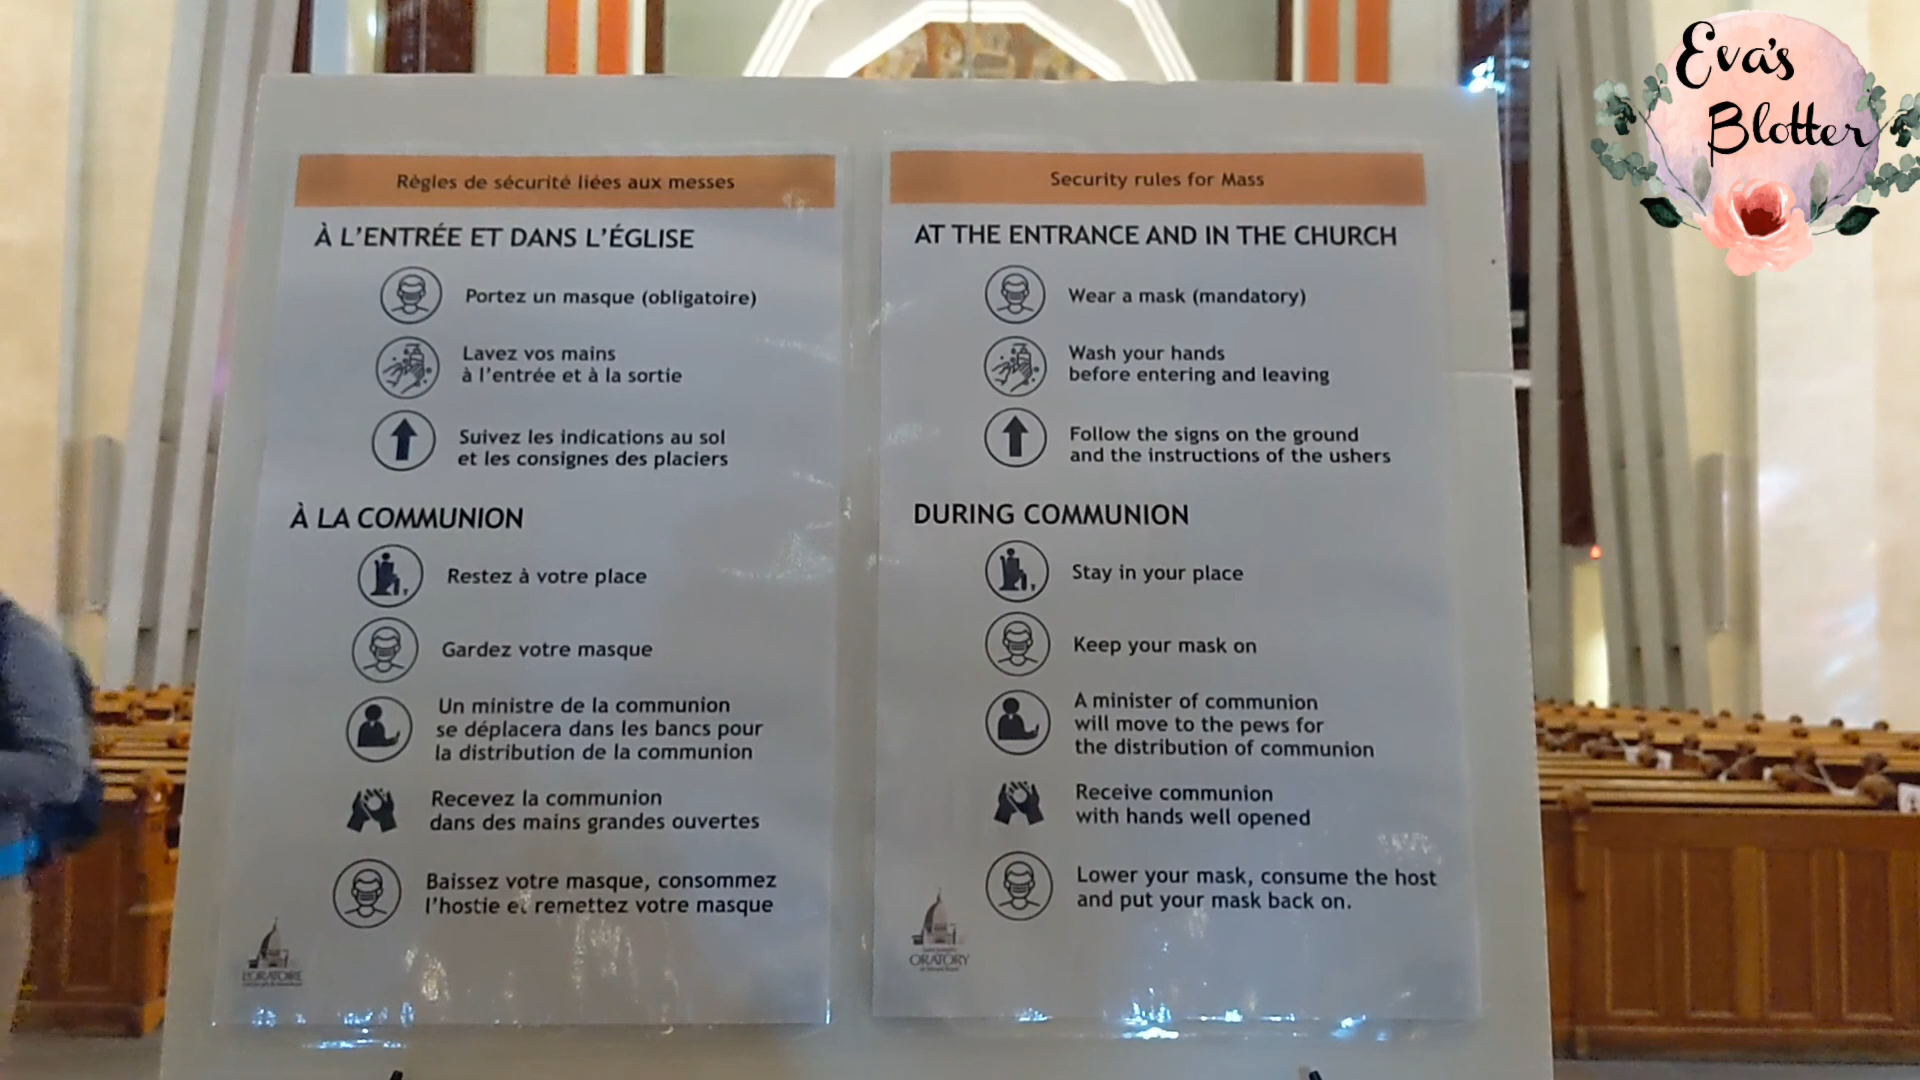 Eva's
Blotter
Règles de sécurité liées aux messes
À L'ENTRÉE ET DANS L'ÉGLISE
Portez un masque (obligatoire)
Lavez vos mains
à l'entrée et à la sortie
Suivez les indications au sol
et les consignes des placiers
À LA COMMUNION
Restez à votre place
Gardez votre masque
Un ministre de la communion
se déplacera dans les bancs pour
la distribution de la communion
Recevez la communion
dans des mains grandes ouvertes
Baissez votre masque, consommez
l'hostie et remettez votre masque
L'ORATOIRE
Security rules for Mass
AT THE ENTRANCE AND IN THE CHURCH
Wear a mask (mandatory)
Wash your hands
before entering and leaving
Follow the signs on the ground
and the instructions of the ushers
DURING COMMUNION
Stay in your place
Keep your mask on
A minister of communion
will move to the pews for
the distribution of communion
Receive communion
with hands well opened
Lower your mask, consume the host
and put your mask back on.
ORATORY